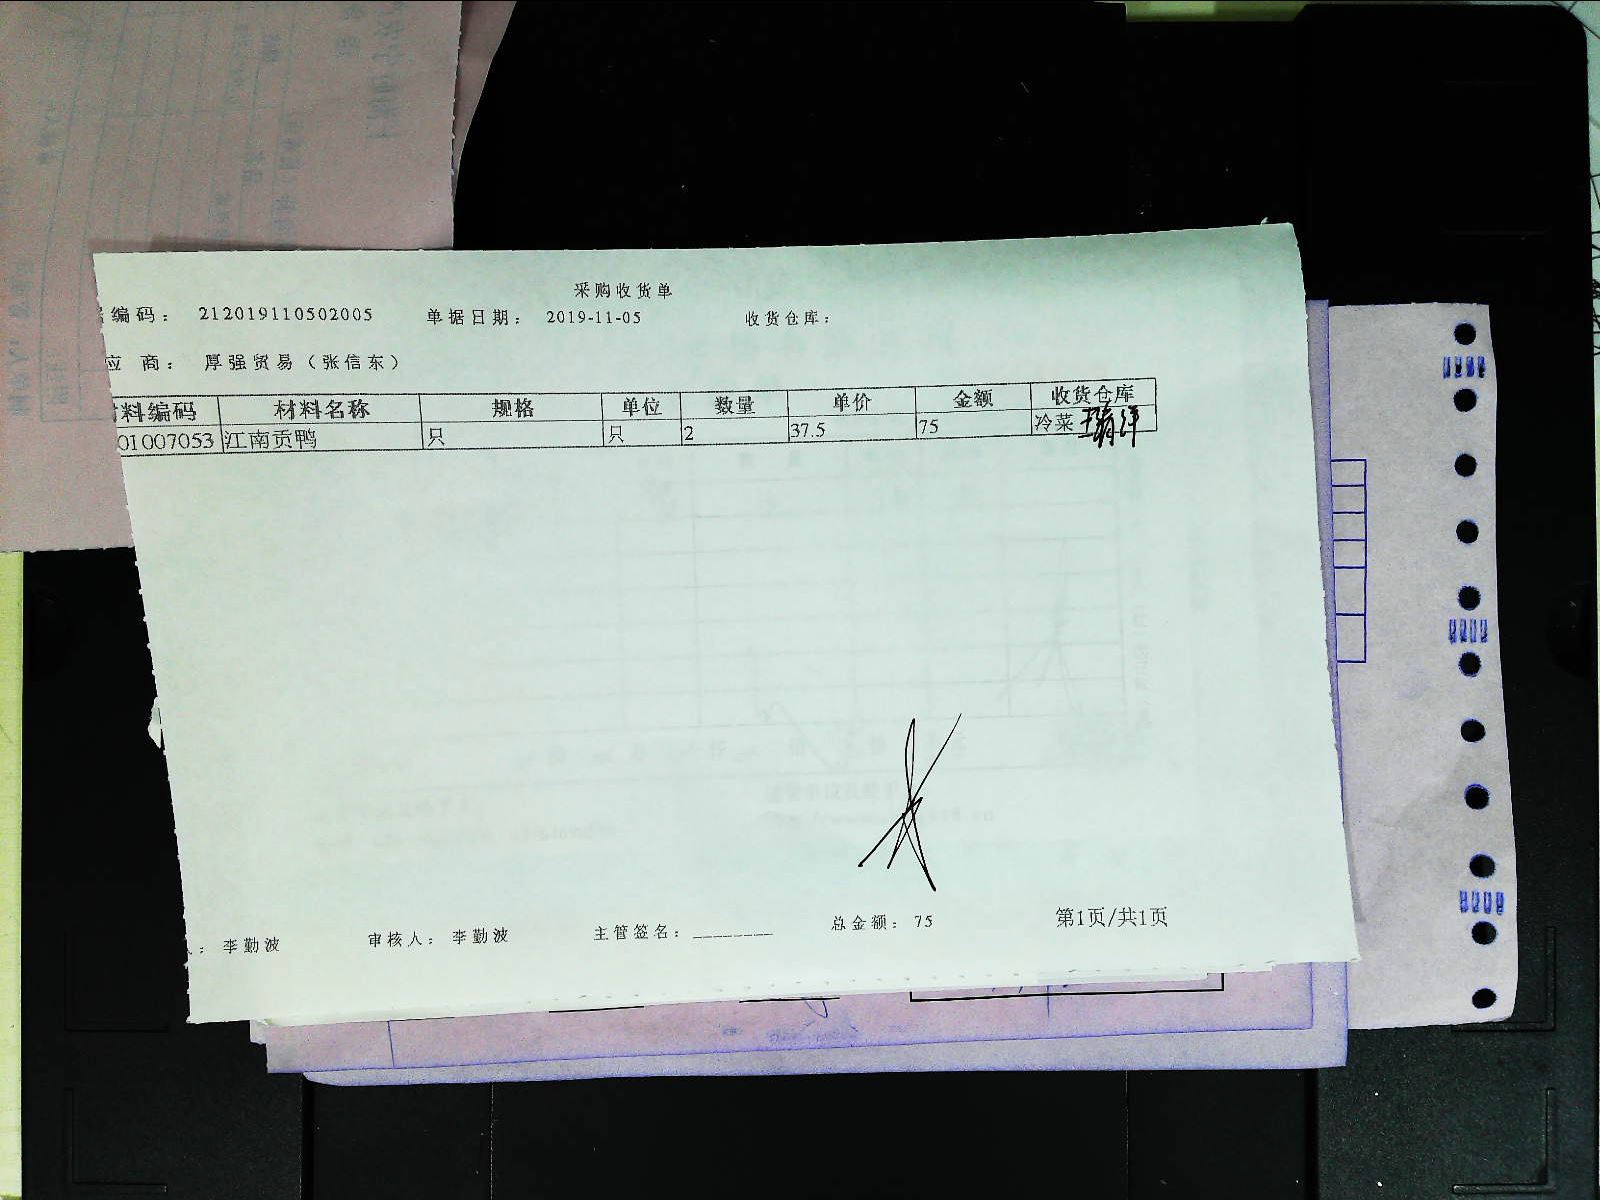 采购收货单
编码： 212019110502005 单据日期： 2019-11-05 收货仓库：
应 商： 厚强贸易（张信东）
料编码 材料名称 规格 单位 数量 单价 金额 收货仓库
01007053 江南贡鸭 只 只 2 37.5 75 冷菜
： 李勤波 审核人： 李勤波 主管签名：________ 总金额： 75 第1页/共1页